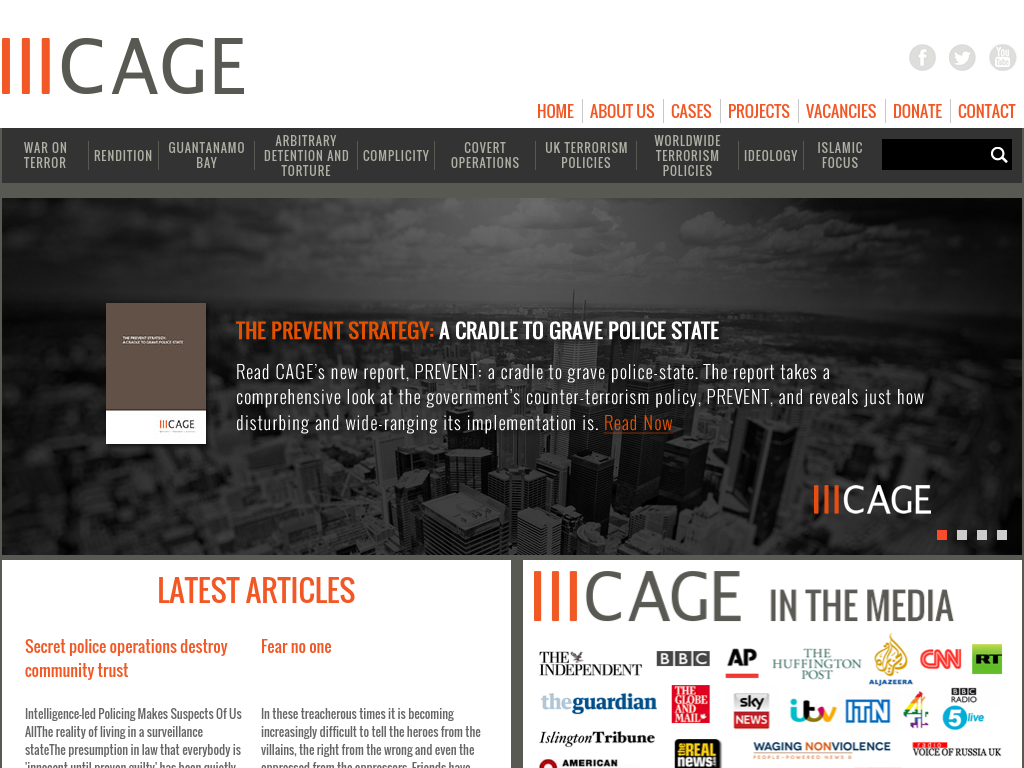 CAGE
HOME ABOUT US CASES PROJECTS VACANCIES DONATE CONTACT
WAR ON TERROR
RENDITION
GUANTANAMO BAY
ARBITRARY DETENTION AND TORTURE
COMPLICITY
COVERT OPERATIONS
UK TERRORISM POLICIES
WORLDWIDE TERRORISM POLICIES
IDEOLOGY
ISLAMIC FOCUS
THE PREVENT STRATEGY:
A CRADLE TO GRAVE POLICE STATE
CAGE
THE PREVENT STRATEGY: A CRADLE TO GRAVE POLICE STATE
Read CAGE's new report, PREVENT: a cradle to grave police-state. The report takes a
comprehensive look at the government's counter-terrorism policy, PREVENT, and reveals just how
disturbing and wide-ranging its implementation is. Read Now
CAGE
LATEST ARTICLES
Secret police operations destroy
community trust
Intelligence-led Policing Makes Suspects Of Us
AllThe reality of living in a surveillance
stateThe presumption in law that everybody is
'innocent until proven guilty' has been quietly
Fear no one
In these treacherous times it is becoming
increasingly difficult to tell the heroes from the
villains, the right from the wrong and even the
oppressed from the oppressors. Friends have
CAGE IN THE MEDIA
THE INDEPENDENT
BBC
AP
THE HUFFINGTON POST
ALJAZEERA
CNN
RT
theguardian
THE GLOBE AND MAIL
sky NEWS
itv
ITN
4
BBC RADIO 5 live
Islington Tribune
the REAL news
WAGING NONVIOLENCE
PEOPLE-POWERED NEWS &
radio VOICE OF RUSSIA UK
AMERICAN